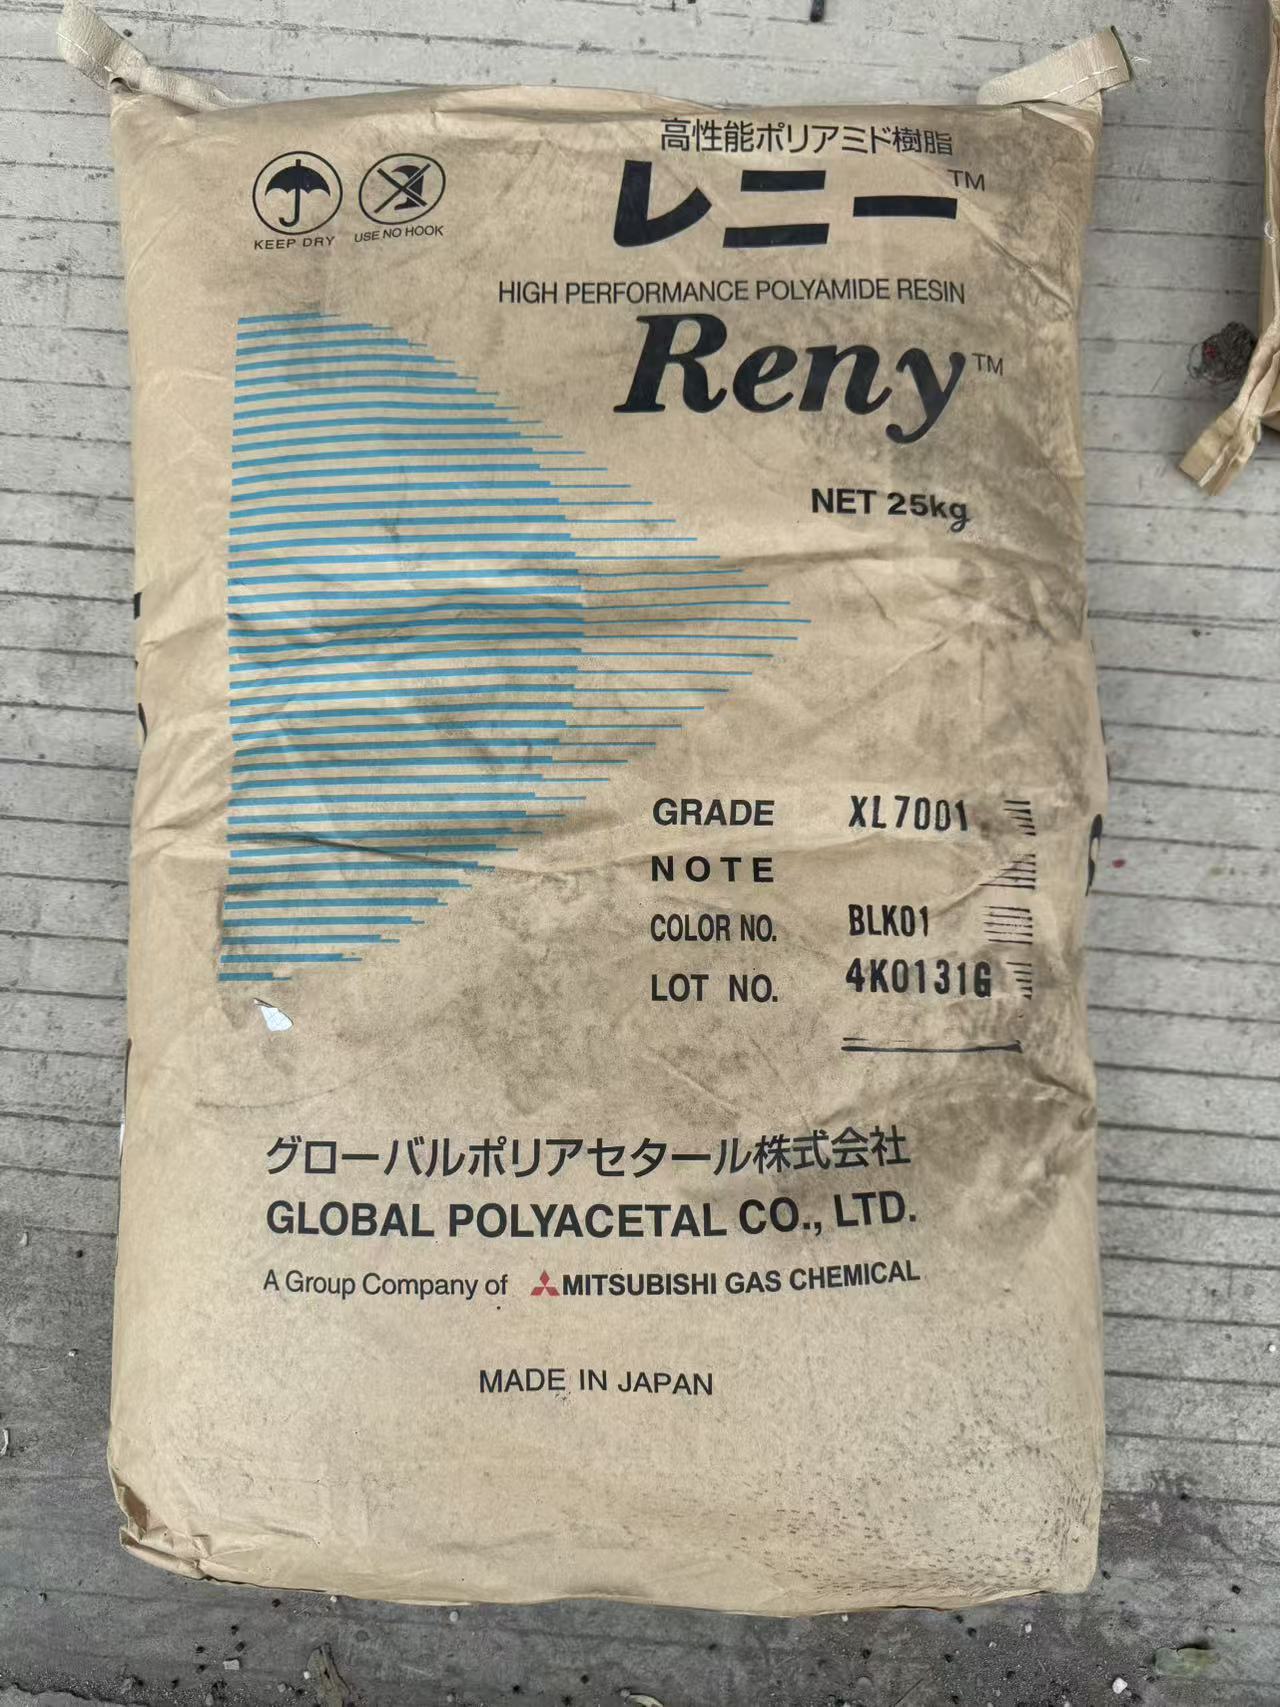 高性能ポリアミド樹脂
レニー™
KEEP DRY
USE NO HOOK
HIGH PERFORMANCE POLYAMIDE RESIN
Reny™
NET 25kg
GRADE XL7001
NOTE
COLOR NO. BLK01
LOT NO. 4K0131G
グローバルポリアセタール株式会社
GLOBAL POLYACETAL CO., LTD.
A Group Company of MITSUBISHI GAS CHEMICAL
MADE IN JAPAN